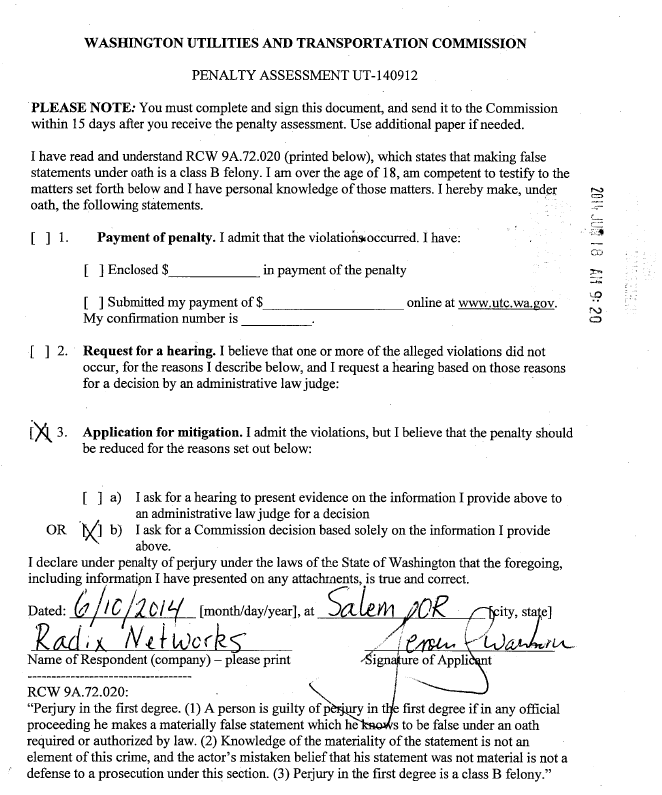 WASHINGTON UTILITIES AND TRANSPORTATION COMMISSION
PENALTY ASSESSMENT UT-140912
PLEASE NOTE: You must complete and sign this document, and send it to the Commission
within 15 days after you receive the penalty assessment. Use additional paper if needed.
I have read and understand RCW 9A.72.020 (printed below), which states that making false
statements under oath is a class B felony. I am over the age of 18, am competent to testify to the
matters set forth below and I have personal knowledge of those matters. I hereby make, under
oath, the following statements.
[ ] 1. Payment of penalty. I admit that the violations occurred. I have:
[ ] Enclosed $____________ in payment of the penalty
[ ] Submitted my payment of $__________________ online at www.utc.wa.gov.
My confirmation number is _________.
[ ] 2. Request for a hearing. I believe that one or more of the alleged violations did not
occur, for the reasons I describe below, and I request a hearing based on those reasons
for a decision by an administrative law judge:
[X] 3. Application for mitigation. I admit the violations, but I believe that the penalty should
be reduced for the reasons set out below:
[ ] a) I ask for a hearing to present evidence on the information I provide above to
an administrative law judge for a decision
OR [X] b) I ask for a Commission decision based solely on the information I provide
above.
I declare under penalty of perjury under the laws of the State of Washington that the foregoing,
including information I have presented on any attachments, is true and correct.
Dated: 6/10/2014 [month/day/year], at Salem, OR [city, state]
Radix Networks
Name of Respondent (company) – please print Signature of Applicant
----------------------------------
RCW 9A.72.020:
“Perjury in the first degree. (1) A person is guilty of perjury in the first degree if in any official
proceeding he makes a materially false statement which he knows to be false under an oath
required or authorized by law. (2) Knowledge of the materiality of the statement is not an
element of this crime, and the actor’s mistaken belief that his statement was not material is not a
defense to a prosecution under this section. (3) Perjury in the first degree is a class B felony.”
2014 JUN 18 AM 9:20